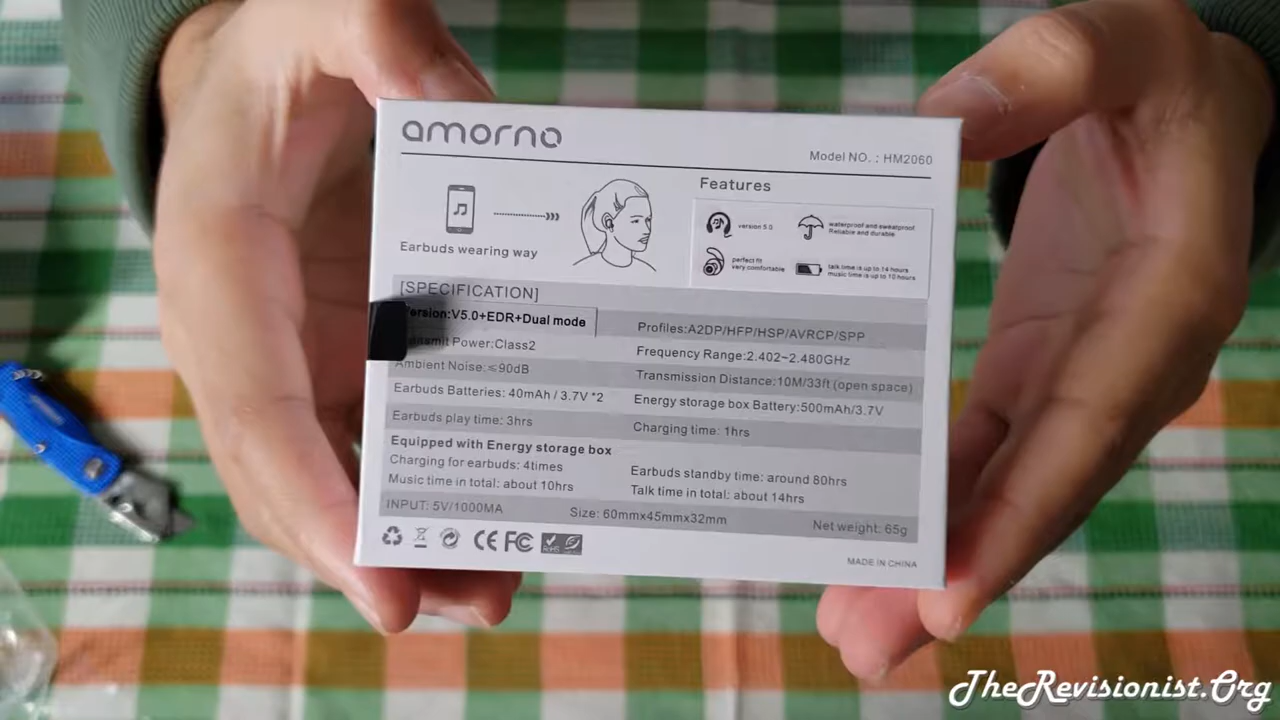 amorno
Model NO. : HM2060
Earbuds wearing way
Features
version 5.0
waterproof and sweatproof
Reliable and durable
perfect fit
very comfortable
talk time is up to 14 hours
music time is up to 10 hours
[SPECIFICATION]
ersion:V5.0+EDR+Dual mode
Profiles:A2DP/HFP/HSP/AVRCP/SPP
nsmit Power:Class2
Frequency Range:2.402~2.480GHz
Ambient Noise:≤90dB
Transmission Distance:10M/33ft (open space)
Earbuds Batteries: 40mAh / 3.7V *2
Energy storage box Battery:500mAh/3.7V
Earbuds play time: 3hrs
Charging time: 1hrs
Equipped with Energy storage box
Charging for earbuds: 4times
Earbuds standby time: around 80hrs
Music time in total: about 10hrs
Talk time in total: about 14hrs
INPUT: 5V/1000MA
Size: 60mmx45mmx32mm
Net weight: 65g
CE FC RoHS
MADE IN CHINA
TheRevisionist.Org